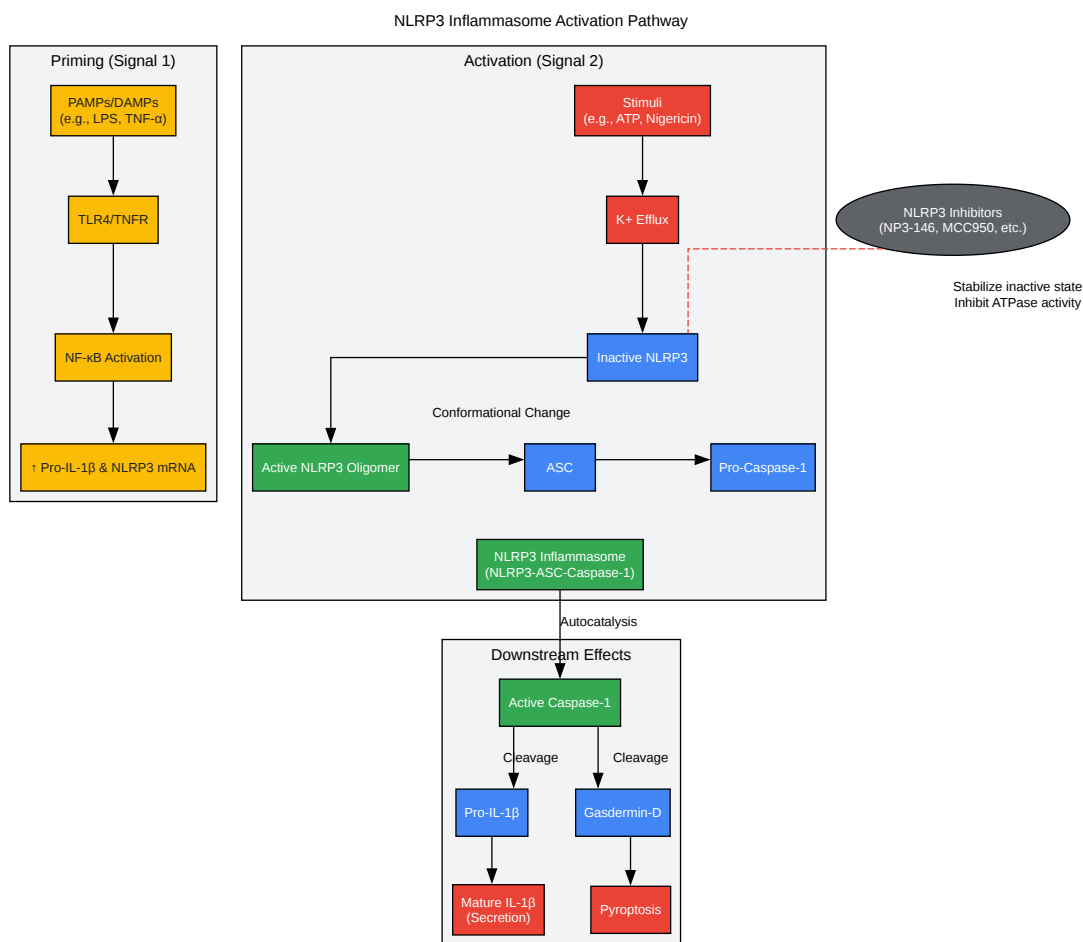 NLRP3 Inflammasome Activation Pathway
Priming (Signal 1)
PAMPs/DAMPs
(e.g., LPS, TNF-α)
TLR4/TNFR
NF-κB Activation
↑ Pro-IL-1β & NLRP3 mRNA
Activation (Signal 2)
Stimuli
(e.g., ATP, Nigericin)
K+ Efflux
Inactive NLRP3
Conformational Change
Active NLRP3 Oligomer
ASC
Pro-Caspase-1
NLRP3 Inflammasome
(NLRP3-ASC-Caspase-1)
NLRP3 Inhibitors
(NP3-146, MCC950, etc.)
Stabilize inactive state
Inhibit ATPase activity
Autocatalysis
Downstream Effects
Active Caspase-1
Cleavage
Cleavage
Pro-IL-1β
Gasdermin-D
Mature IL-1β
(Secretion)
Pyroptosis